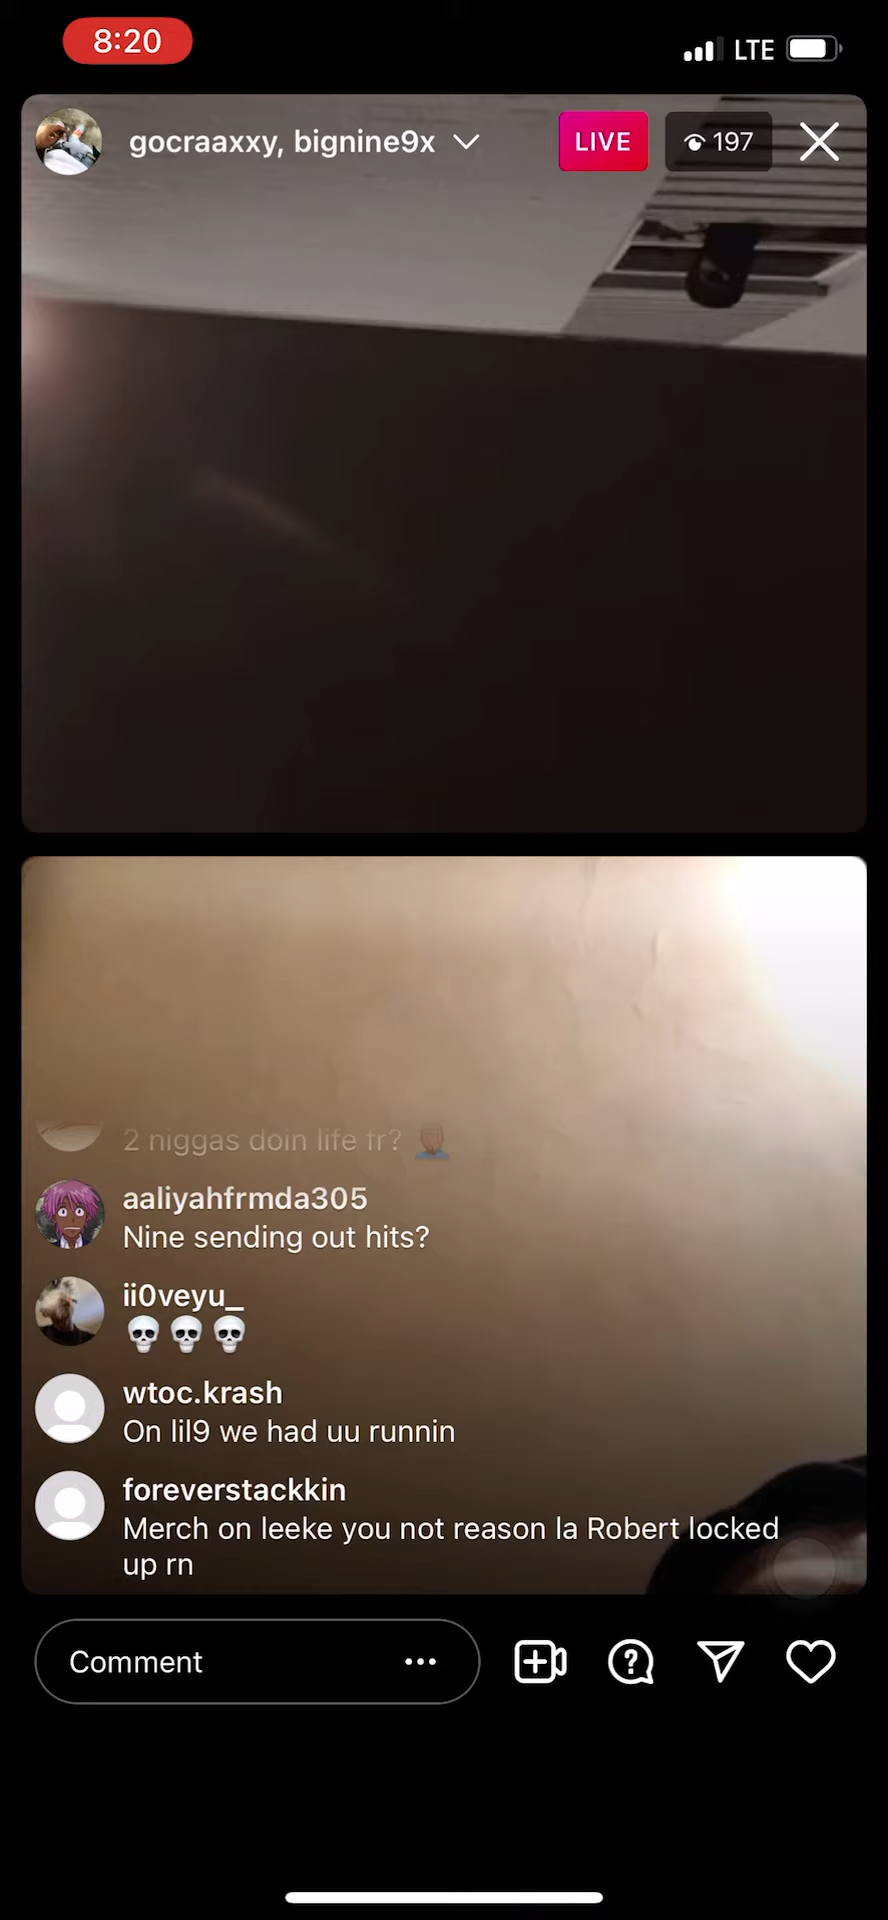 8:20
LTE
gocraaxxy, bignine9x
LIVE
197
2 niggas doin life fr? 🤦🏾‍♂️
aaliyahfrmda305
Nine sending out hits?
ii0veyu_
💀💀💀
wtoc.krash
On lil9 we had uu runnin
foreverstackkin
Merch on leeke you not reason la Robert locked
up rn
Comment